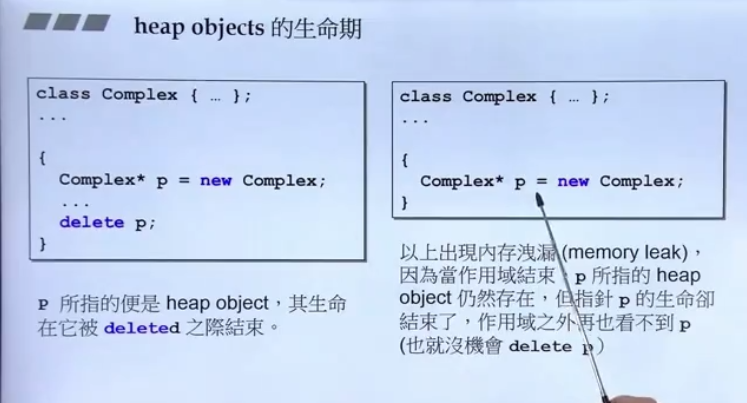 heap objects 的生命期
class Complex { … };
...
{
Complex* p = new Complex;
...
delete p;
}
P 所指的便是 heap object，其生命
在它被 deleted 之際結束。
class Complex { … };
...
{
Complex* p = new Complex;
}
以上出現內存洩漏 (memory leak)，
因為當作用域結束，p 所指的 heap
object 仍然存在，但指針 p 的生命卻
結束了，作用域之外再也看不到 p
(也就沒機會 delete p)